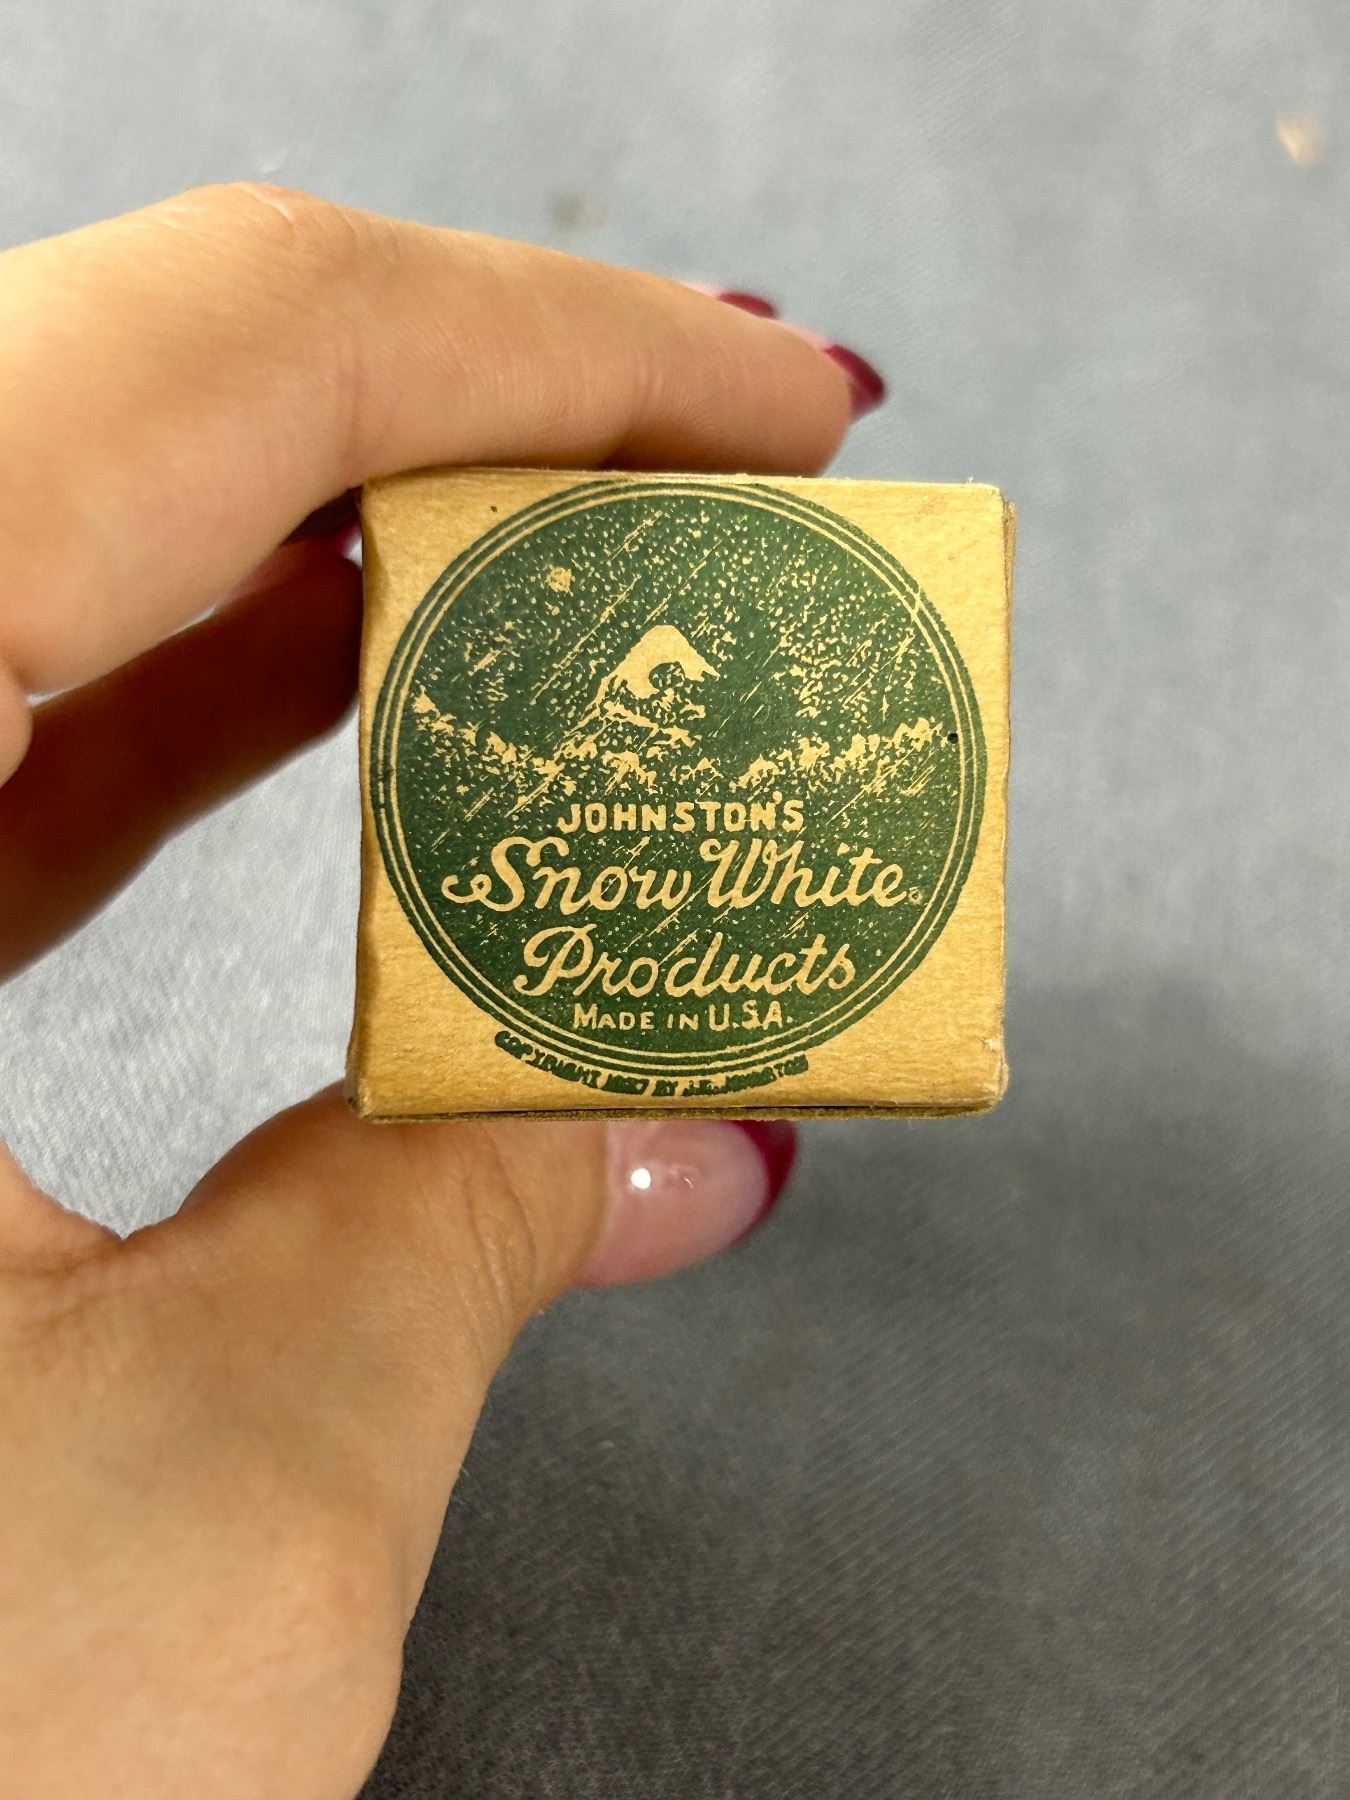 JOHNSTON'S
Snow White
Products
MADE IN U.S.A.
COPYRIGHT BY